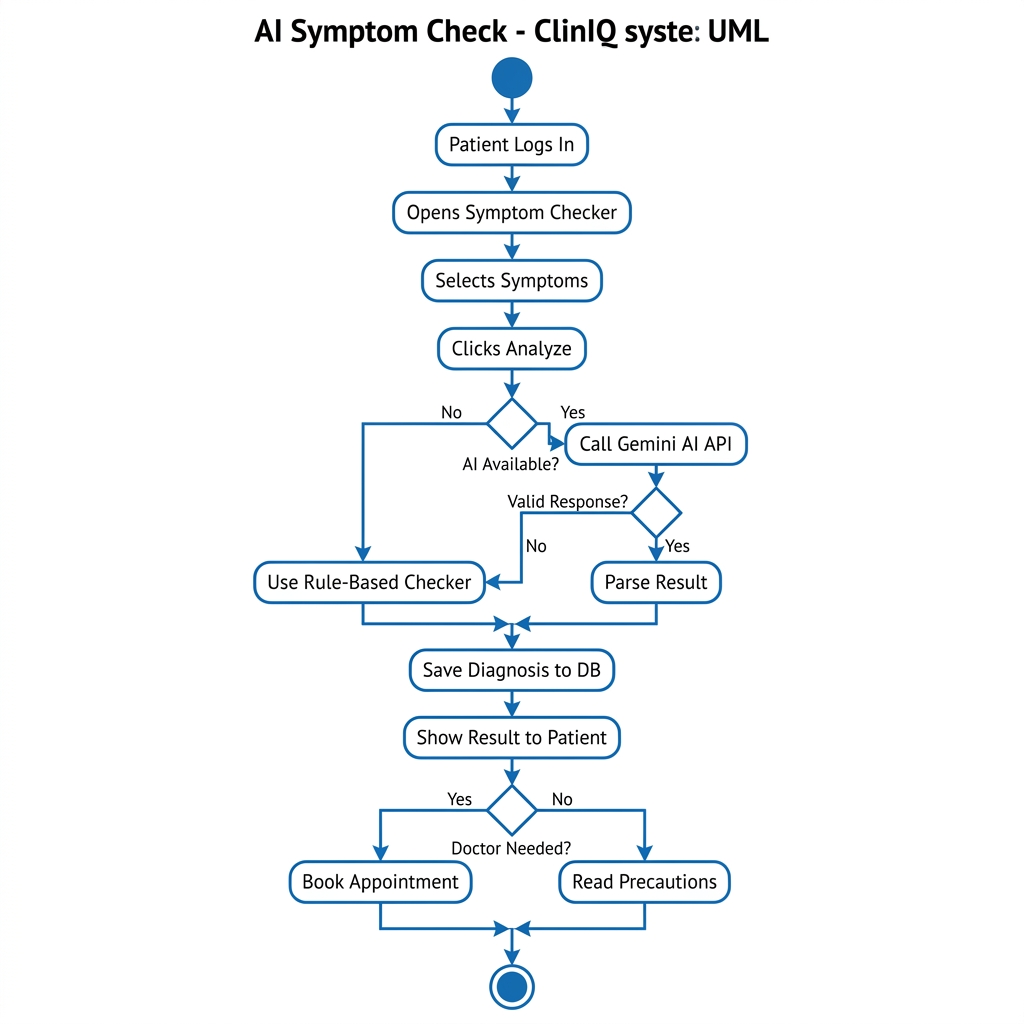 AI Symptom Check - ClinIQ syste: UML
Patient Logs In
Opens Symptom Checker
Selects Symptoms
Clicks Analyze
No
Yes
AI Available?
Call Gemini AI API
Valid Response?
No
Yes
Use Rule-Based Checker
Parse Result
Save Diagnosis to DB
Show Result to Patient
Yes
No
Doctor Needed?
Book Appointment
Read Precautions